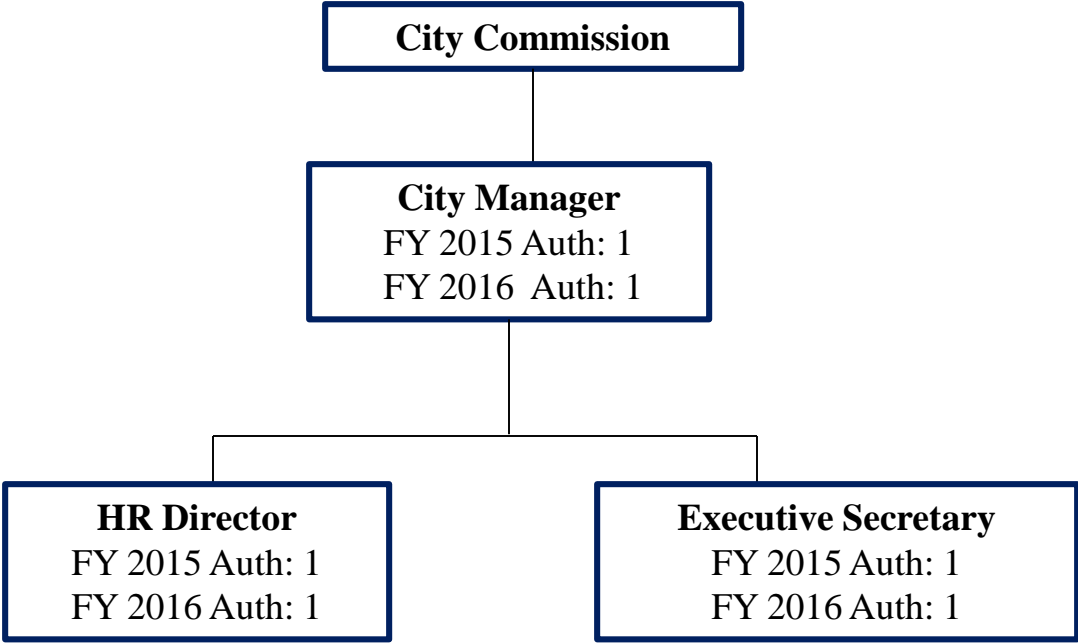 City Commission
City Manager
FY 2015 Auth: 1
FY 2016  Auth: 1
HR Director
FY 2015 Auth: 1
FY 2016 Auth: 1
Executive Secretary
FY 2015 Auth: 1
FY 2016 Auth: 1